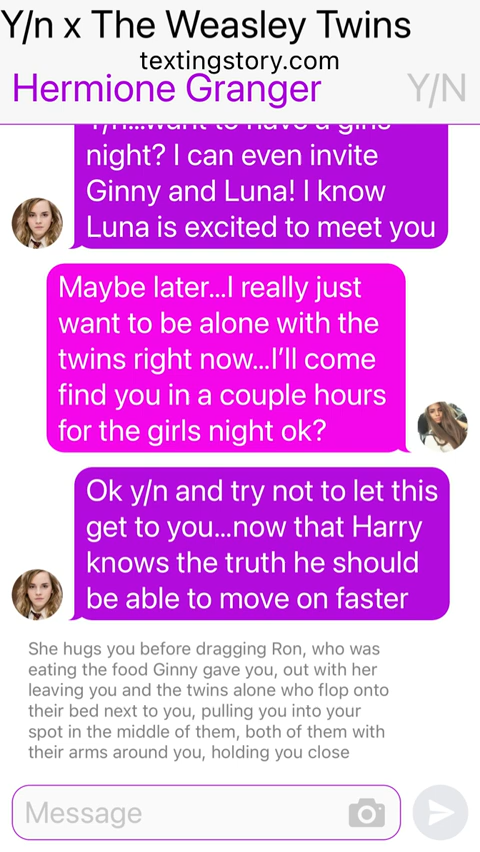 Y/n x The Weasley Twins
textingstory.com
Hermione Granger
Y/N
Y/n...want to have a girls
night? I can even invite
Ginny and Luna! I know
Luna is excited to meet you
Maybe later...I really just
want to be alone with the
twins right now...I'll come
find you in a couple hours
for the girls night ok?
Ok y/n and try not to let this
get to you...now that Harry
knows the truth he should
be able to move on faster
She hugs you before dragging Ron, who was
eating the food Ginny gave you, out with her
leaving you and the twins alone who flop onto
their bed next to you, pulling you into your
spot in the middle of them, both of them with
their arms around you, holding you close
Message